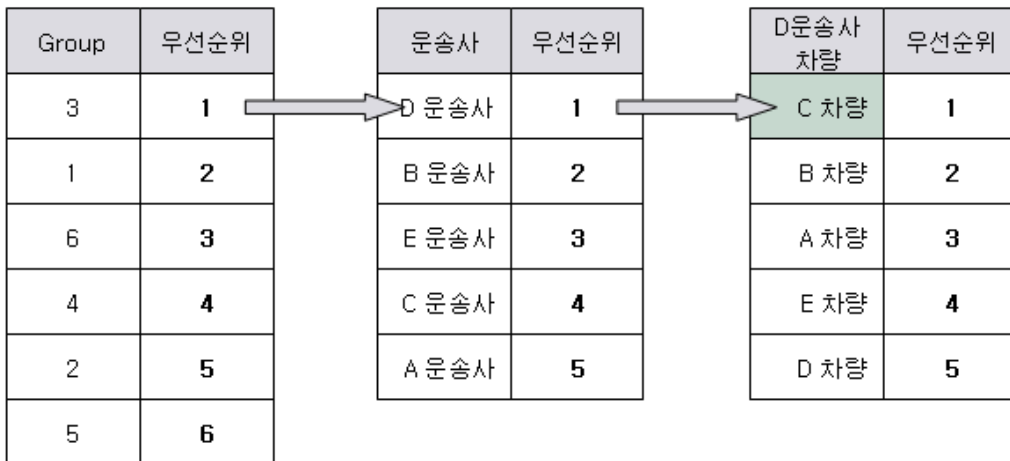 Group 우선순위
3 1
1 2
6 3
4 4
2 5
5 6
운송사 우선순위
D 운송사 1
B 운송사 2
E 운송사 3
C 운송사 4
A 운송사 5
D운송사
차량 우선순위
C 차량 1
B 차량 2
A 차량 3
E 차량 4
D 차량 5